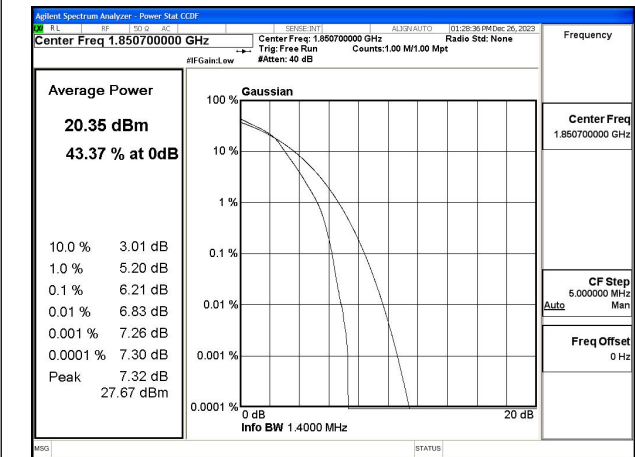 Agilent Spectrum Analyzer - Power Stat CCDF
RL RF 50 Ω AC SENSE:INT ALIGN AUTO 01:28:36 PM Dec 26, 2023
Center Freq 1.850700000 GHz
Center Freq: 1.850700000 GHz
Radio Std: None
Trig: Free Run Counts:1.00 M/1.00 Mpt
#IFGain:Low #Atten: 40 dB
Average Power
20.35 dBm
43.37 % at 0dB
10.0 % 3.01 dB
1.0 % 5.20 dB
0.1 % 6.21 dB
0.01 % 6.83 dB
0.001 % 7.26 dB
0.0001 % 7.30 dB
Peak 7.32 dB
27.67 dBm
Gaussian
100 %
10 %
1 %
0.1 %
0.01 %
0.001 %
0.0001 %
0 dB 20 dB
Info BW 1.4000 MHz
Frequency
Center Freq
1.850700000 GHz
CF Step
5.000000 MHz
Auto Man
Freq Offset
0 Hz
MSG STATUS